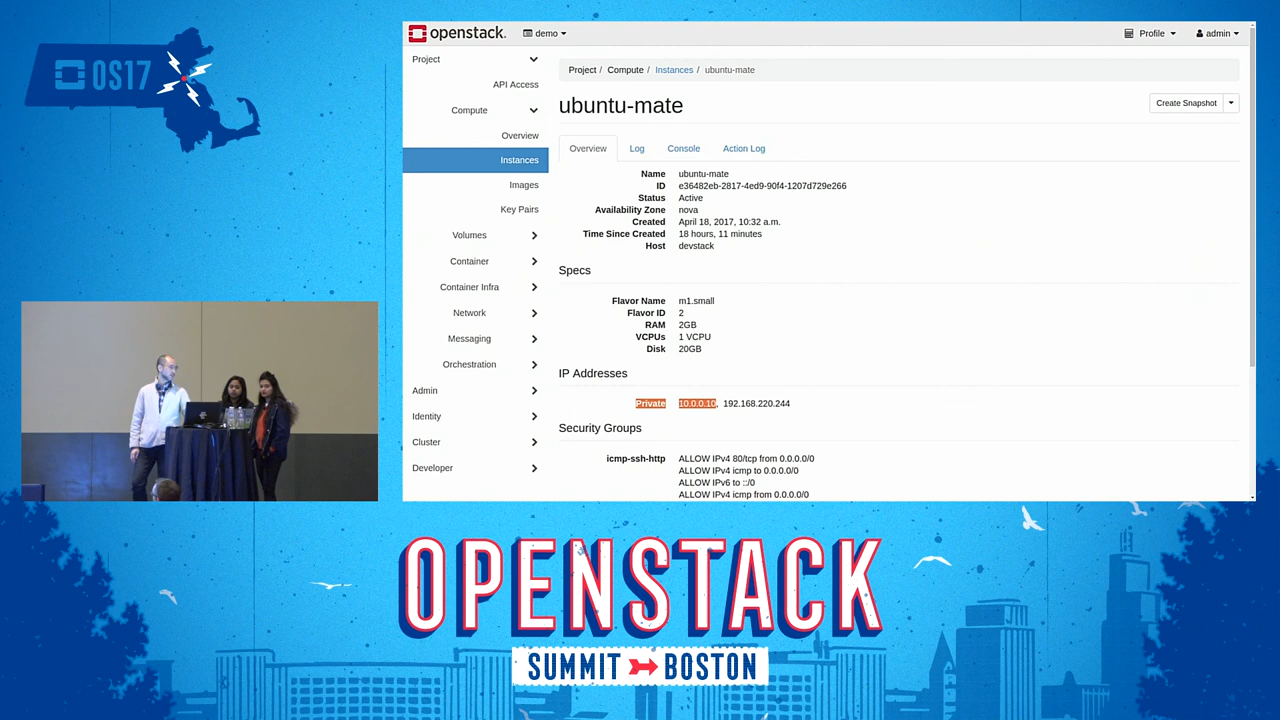 OS17
openstack.
demo
Profile
admin
Project
API Access
Compute
Overview
Instances
Images
Key Pairs
Volumes
Container
Container Infra
Network
Messaging
Orchestration
Admin
Identity
Cluster
Developer
Project / Compute / Instances / ubuntu-mate
ubuntu-mate
Create Snapshot
Overview Log Console Action Log
Name ubuntu-mate
ID e36482eb-2817-4ed9-90f4-1207d729e266
Status Active
Availability Zone nova
Created April 18, 2017, 10:32 a.m.
Time Since Created 18 hours, 11 minutes
Host devstack
Specs
Flavor Name m1.small
Flavor ID 2
RAM 2GB
VCPUs 1 VCPU
Disk 20GB
IP Addresses
Private 10.0.0.10, 192.168.220.244
Security Groups
icmp-ssh-http ALLOW IPv4 80/tcp from 0.0.0.0/0
ALLOW IPv4 icmp to 0.0.0.0/0
ALLOW IPv6 to ::/0
ALLOW IPv4 icmp from 0.0.0.0/0
OPENSTACK
SUMMIT BOSTON